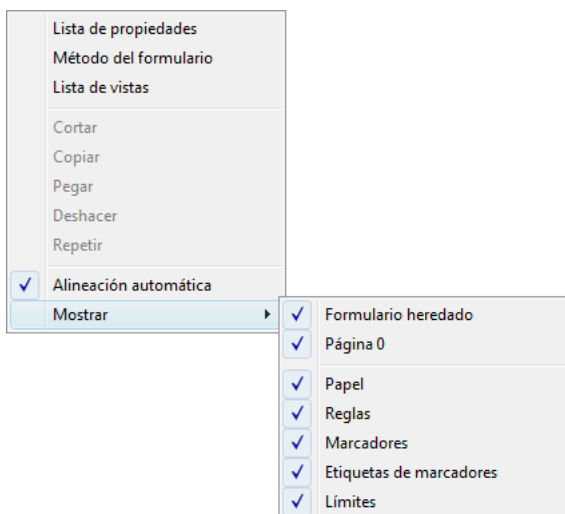 Lista de propiedades
Método del formulario
Lista de vistas
Cortar
Copiar
Pegar
Deshacer
Repetir
Alineación automática
Mostrar
Formulario heredado
Página 0
Papel
Reglas
Marcadores
Etiquetas de marcadores
Límites